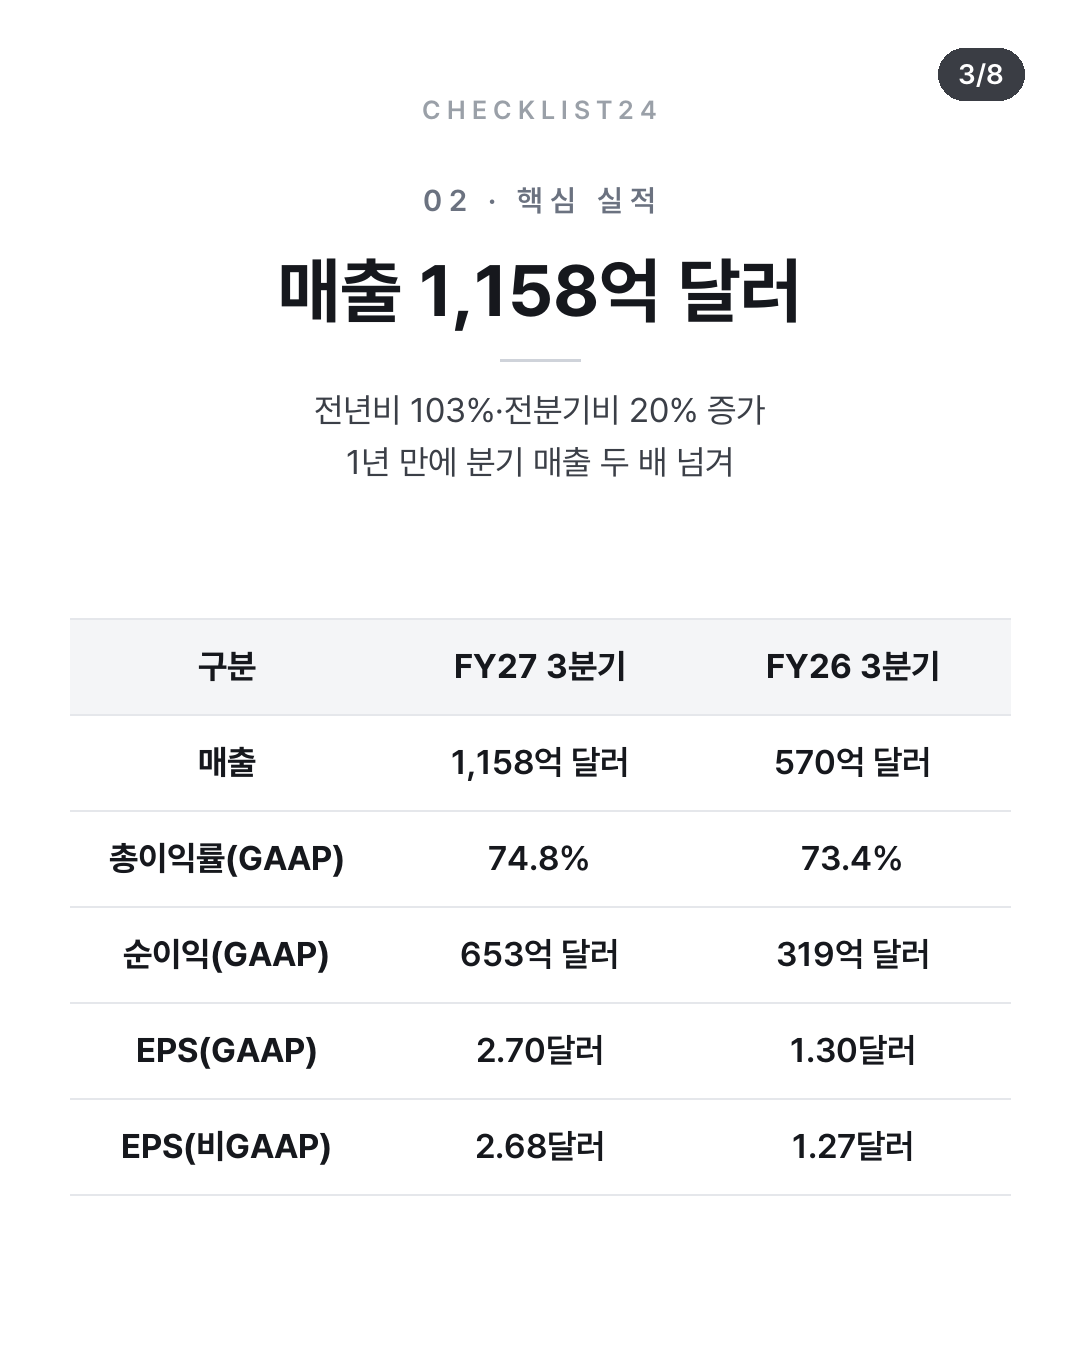 3/8
CHECKLIST24
02 · 핵심 실적
매출 1,158억 달러
전년비 103%·전분기비 20% 증가
1년 만에 분기 매출 두 배 넘겨
구분 FY27 3분기 FY26 3분기
매출 1,158억 달러 570억 달러
총이익률(GAAP) 74.8% 73.4%
순이익(GAAP) 653억 달러 319억 달러
EPS(GAAP) 2.70달러 1.30달러
EPS(비GAAP) 2.68달러 1.27달러